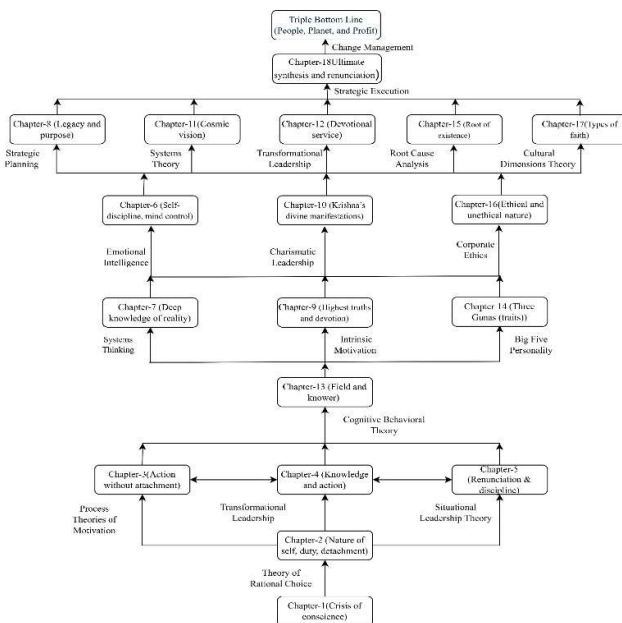 Triple Bottom Line
(People, Planet, and Profit)
Change Management
Chapter-18Ultimate
synthesis and renunciation)
Strategic Execution
Chapter-8 (Legacy and
purpose)
Chapter-11(Cosmic
vision)
Chapter-12 (Devotional
service)
Chapter-15 (Root of
existence)
Chapter-17(Types of
faith)
Strategic
Planning
Systems
Theory
Transformational
Leadership
Root Cause
Analysis
Cultural
Dimensions Theory
Chapter-6 (Self-
discipline, mind control)
Chapter-10 (Krishna's
divine manifestations)
Chapter-16(Ethical and
unethical nature)
Emotional
Intelligence
Charismatic
Leadership
Corporate
Ethics
Chapter-7 (Deep
knowledge of reality)
Chapter-9 (Highest truths
and devotion)
Chapter-14 (Three
Gunas (traits))
Systems
Thinking
Intrinsic
Motivation
Big Five
Personality
Chapter-13 (Field and
knower)
Cognitive Behavioral
Theory
Chapter-3(Action
without attachment)
Chapter-4 (Knowledge
and action)
Chapter-5
(Renunciation &
discipline)
Process
Theories of
Motivation
Transformational
Leadership
Situational
Leadership Theory
Chapter-2 (Nature of
self, duty, detachment)
Theory of
Rational Choice
Chapter-1(Crisis of
conscience)